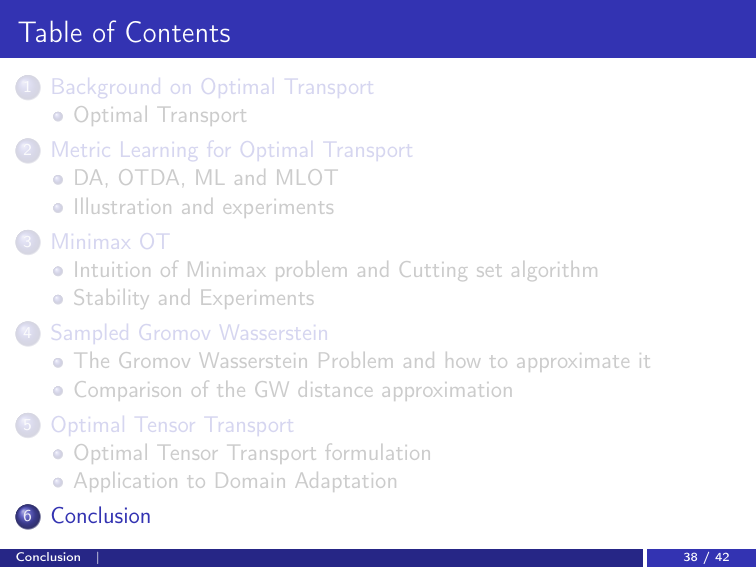 Table of Contents
1 Background on Optimal Transport
Optimal Transport
2 Metric Learning for Optimal Transport
DA, OTDA, ML and MLOT
Illustration and experiments
3 Minimax OT
Intuition of Minimax problem and Cutting set algorithm
Stability and Experiments
4 Sampled Gromov Wasserstein
The Gromov Wasserstein Problem and how to approximate it
Comparison of the GW distance approximation
5 Optimal Tensor Transport
Optimal Tensor Transport formulation
Application to Domain Adaptation
6 Conclusion
Conclusion | 38 / 42